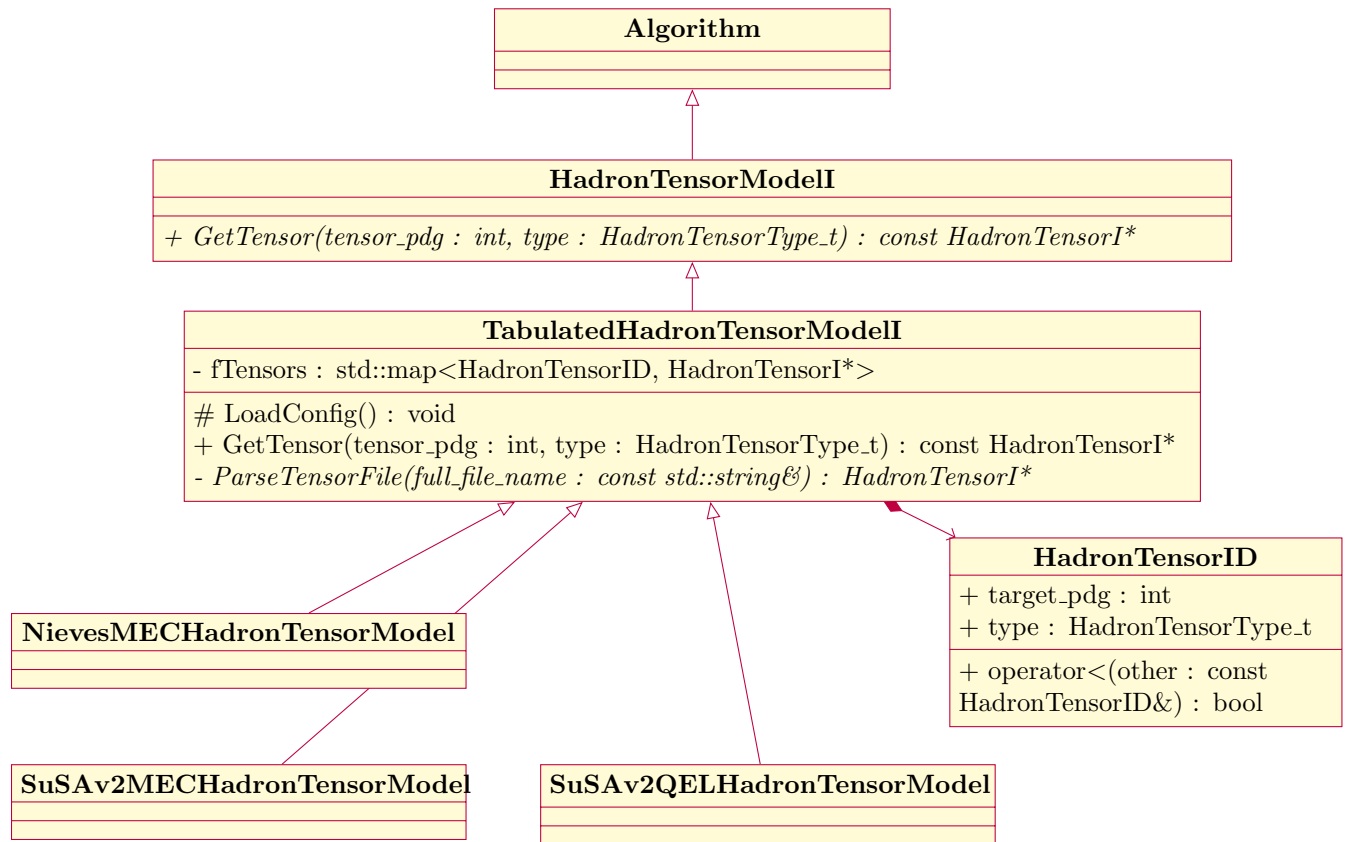 Algorithm
HadronTensorModelI
+ GetTensor(tensor_pdg : int, type : HadronTensorType_t) : const HadronTensorI*
TabulatedHadronTensorModelI
- fTensors : std::map<HadronTensorID, HadronTensorI*>
# LoadConfig() : void
+ GetTensor(tensor_pdg : int, type : HadronTensorType_t) : const HadronTensorI*
- ParseTensorFile(full_file_name : const std::string&) : HadronTensorI*
HadronTensorID
+ target_pdg : int
+ type : HadronTensorType_t
+ operator<(other : const
HadronTensorID&) : bool
NievesMECHadronTensorModel
SuSAv2MECHadronTensorModel
SuSAv2QELHadronTensorModel